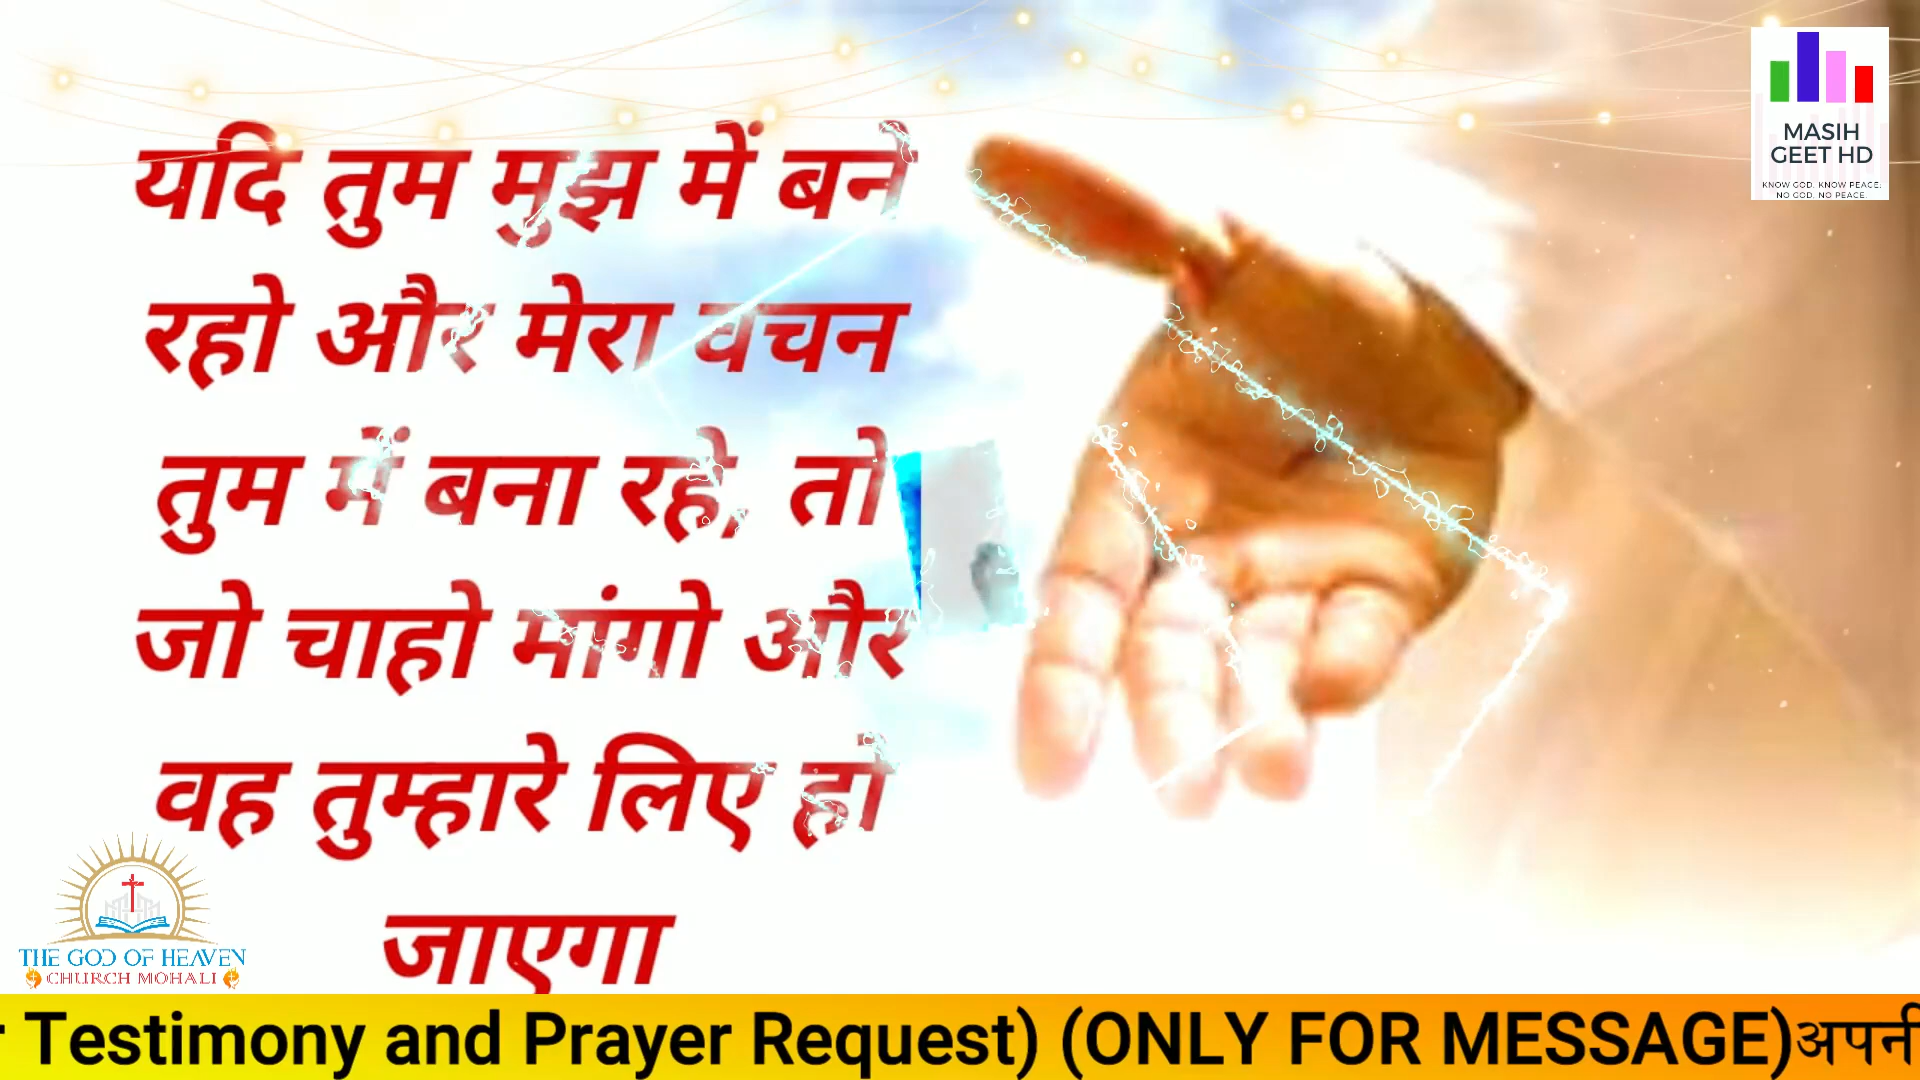 यदि तुम मुझ में बने
रहो और मेरा वचन
तुम में बना रहे, तो
जो चाहो मांगो और
वह तुम्हारे लिए हो
जाएगा
MASIH
GEET HD
KNOW GOD. KNOW PEACE.
NO GOD. NO PEACE.
THE GOD OF HEAVEN
CHURCH MOHALI
Testimony and Prayer Request) (ONLY FOR MESSAGE)अपनी